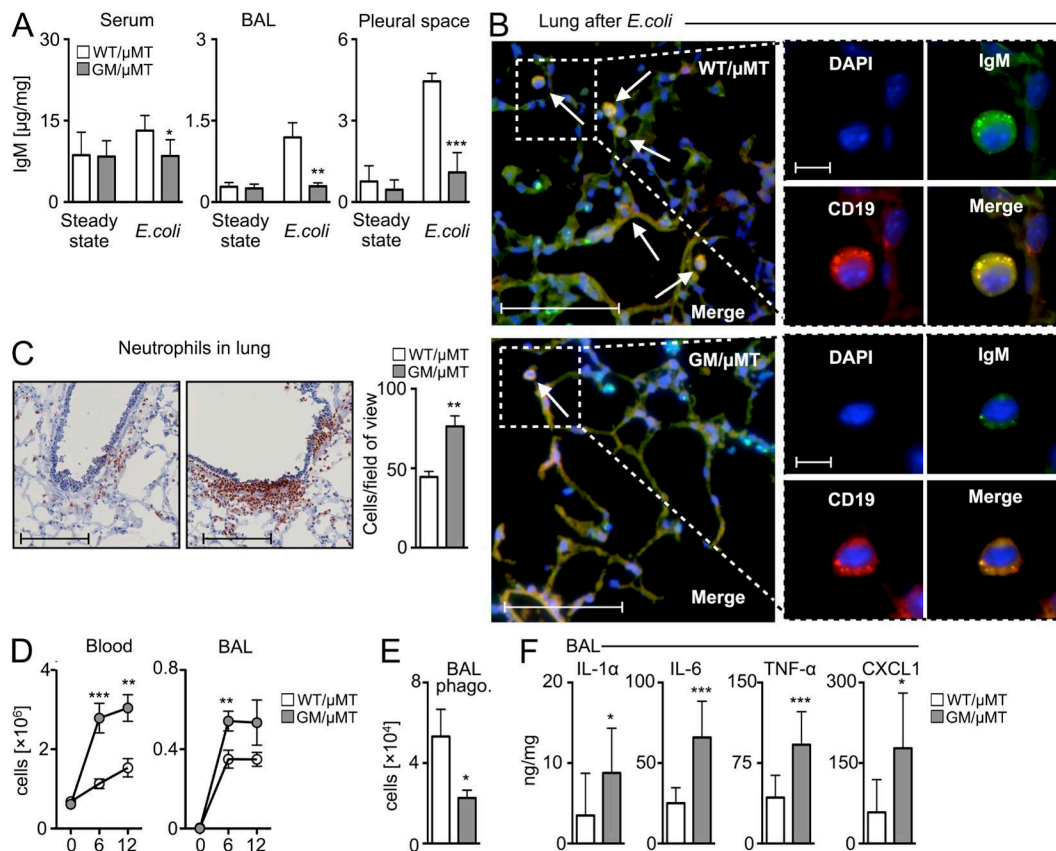 A
Serum
BAL
Pleural space
IgM [µg/mg]
30
15
0
3
1.5
0
6
3
0
WT/µMT
GM/µMT
*
**
***
Steady state
E.coli
Steady state
E.coli
Steady state
E.coli
B
Lung after E.coli
WT/µMT
Merge
DAPI
IgM
CD19
Merge
GM/µMT
Merge
DAPI
IgM
CD19
Merge
C
Neutrophils in lung
WT/µMT
GM/µMT
Cells/field of view
100
50
0
**
D
Blood
BAL
cells [×10⁶]
4
2
0
***
**
0
6
12
0.8
0.4
0
**
0
6
12
WT/µMT
GM/µMT
E
BAL
phago.
cells [×10⁴]
8
4
0
*
F
BAL
IL-1α
IL-6
TNF-α
CXCL1
ng/mg
20
10
0
*
100
50
0
***
150
75
0
***
300
150
0
*
WT/µMT
GM/µMT